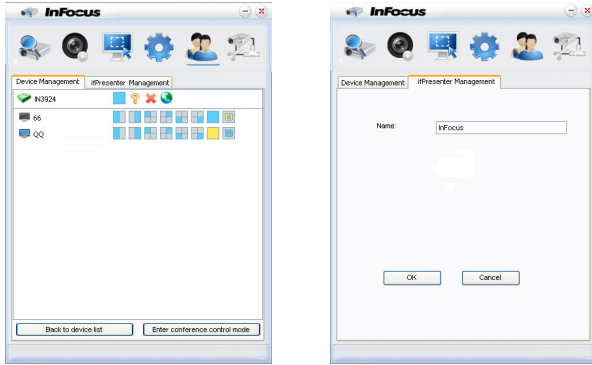 InFocus
Device Management ifPresenter Management
IN3924
66
QQ
Back to device list Enter conference control mode
InFocus
Device Management ifPresenter Management
Name: InFocus
OK Cancel